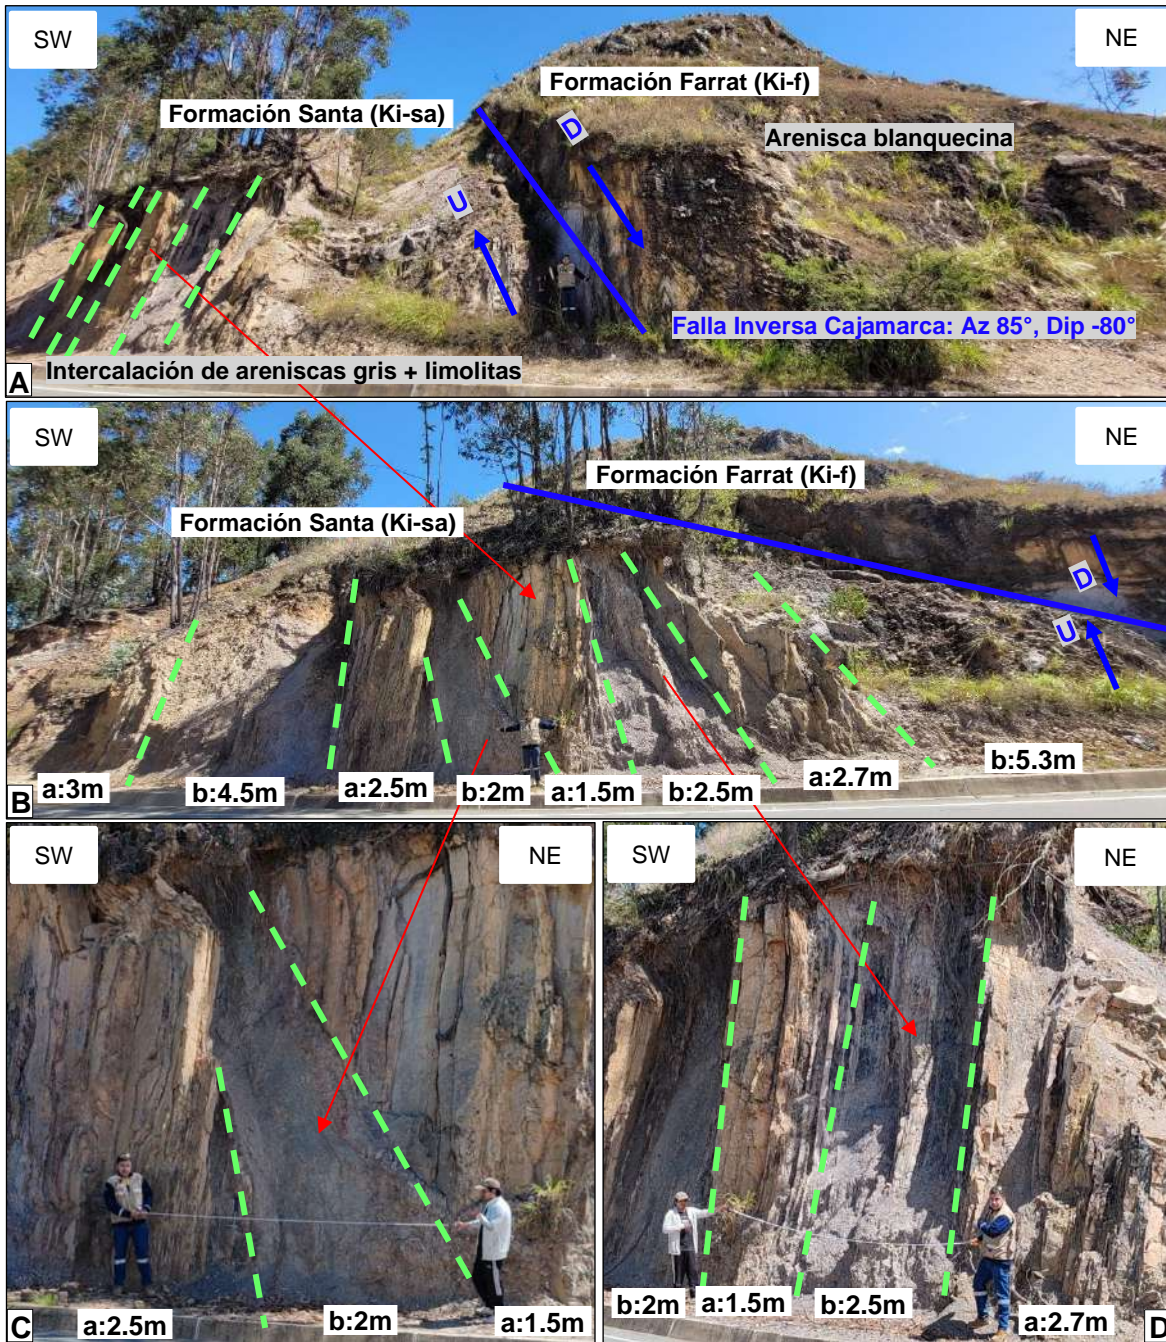 SW
NE
Formación Santa (Ki-sa)
Formación Farrat (Ki-f)
Arenisca blanquecina
D
U
Falla Inversa Cajamarca: Az 85°, Dip -80°
Intercalación de areniscas gris + limolitas
A
SW
NE
Formación Farrat (Ki-f)
Formación Santa (Ki-sa)
D
U
a:3m
b:4.5m
a:2.5m
b:2m
a:1.5m
b:2.5m
a:2.7m
b:5.3m
B
SW
NE
a:2.5m
b:2m
a:1.5m
C
SW
NE
b:2m
a:1.5m
b:2.5m
a:2.7m
D